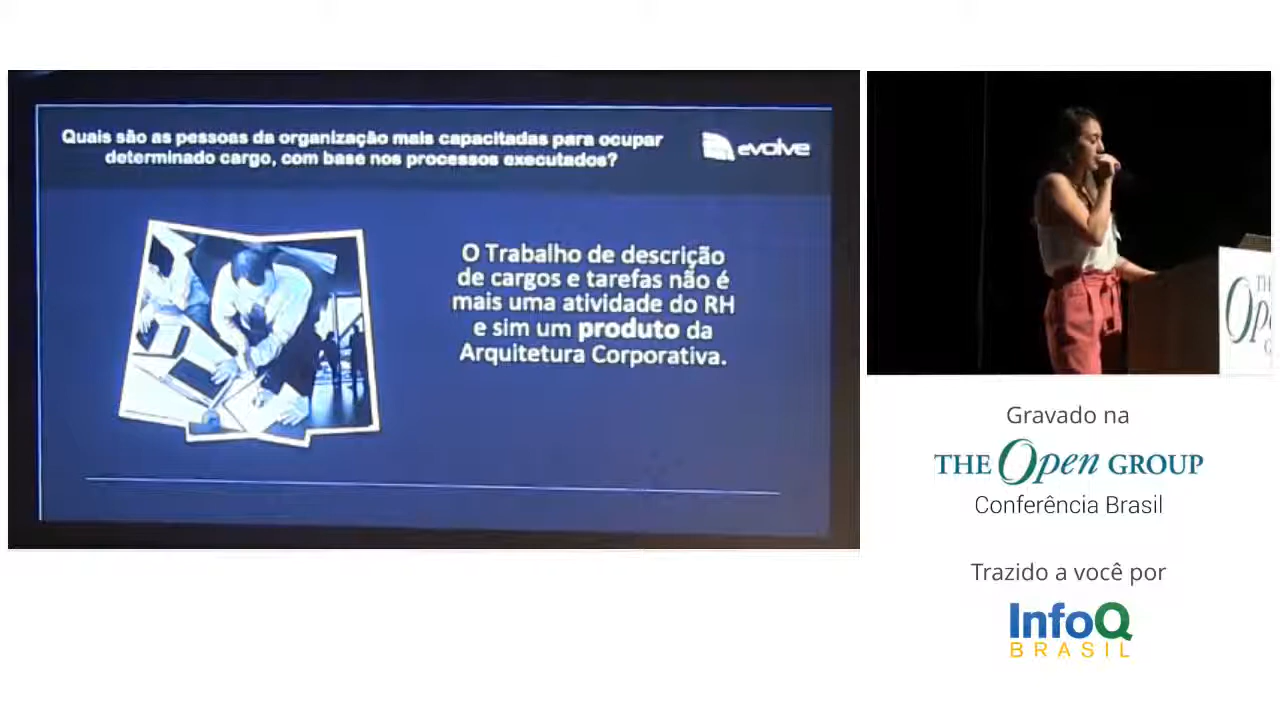 Quais são as pessoas da organização mais capacitadas para ocupar
determinado cargo, com base nos processos executados?
evolve
O Trabalho de descrição
de cargos e tarefas não é
mais uma atividade do RH
e sim um produto da
Arquitetura Corporativa.
Gravado na
THE Open GROUP
Conferência Brasil
Trazido a você por
InfoQ
BRASIL